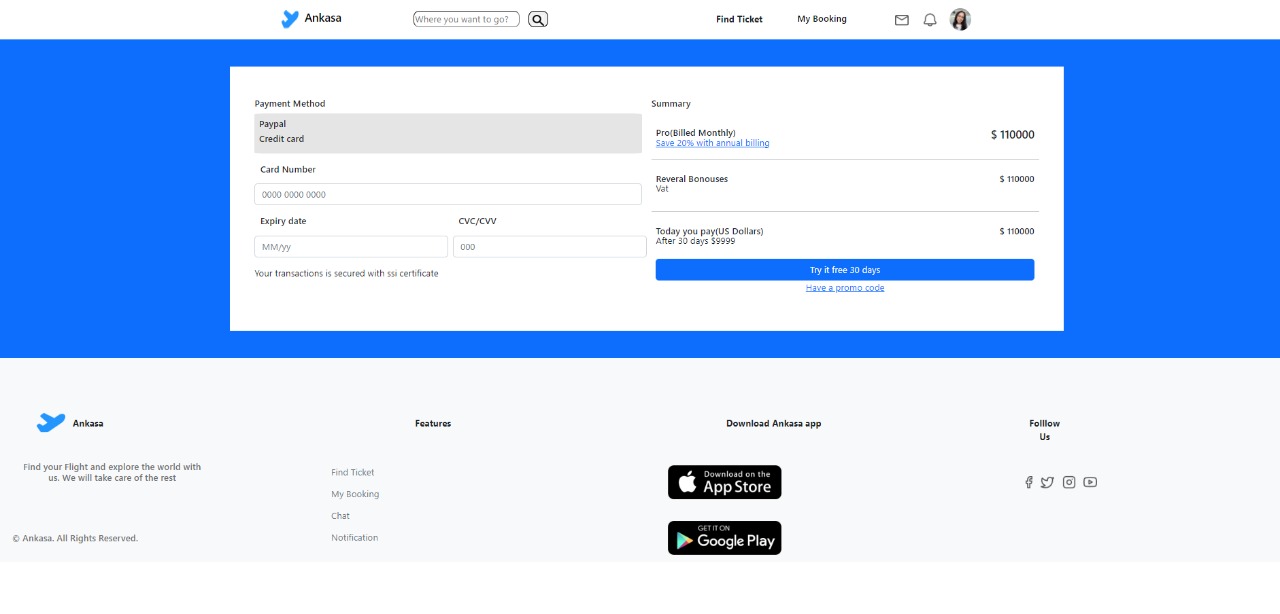 Ankasa
Where you want to go?
Find Ticket
My Booking
Payment Method
Paypal
Credit card
Card Number
0000 0000 0000
Expiry date
CVC/CVV
MM/yy
000
Your transactions is secured with ssi certificate
Summary
Pro(Billed Monthly)
$ 110000
Save 20% with annual billing
Reveral Bonouses
$ 110000
Vat
Today you pay(US Dollars)
$ 110000
After 30 days $9999
Try it free 30 days
Have a promo code
Ankasa
Find your Flight and explore the world with
us. We will take care of the rest
© Ankasa. All Rights Reserved.
Features
Find Ticket
My Booking
Chat
Notification
Download Ankasa app
Download on the
App Store
GET IT ON
Google Play
Folllow
Us